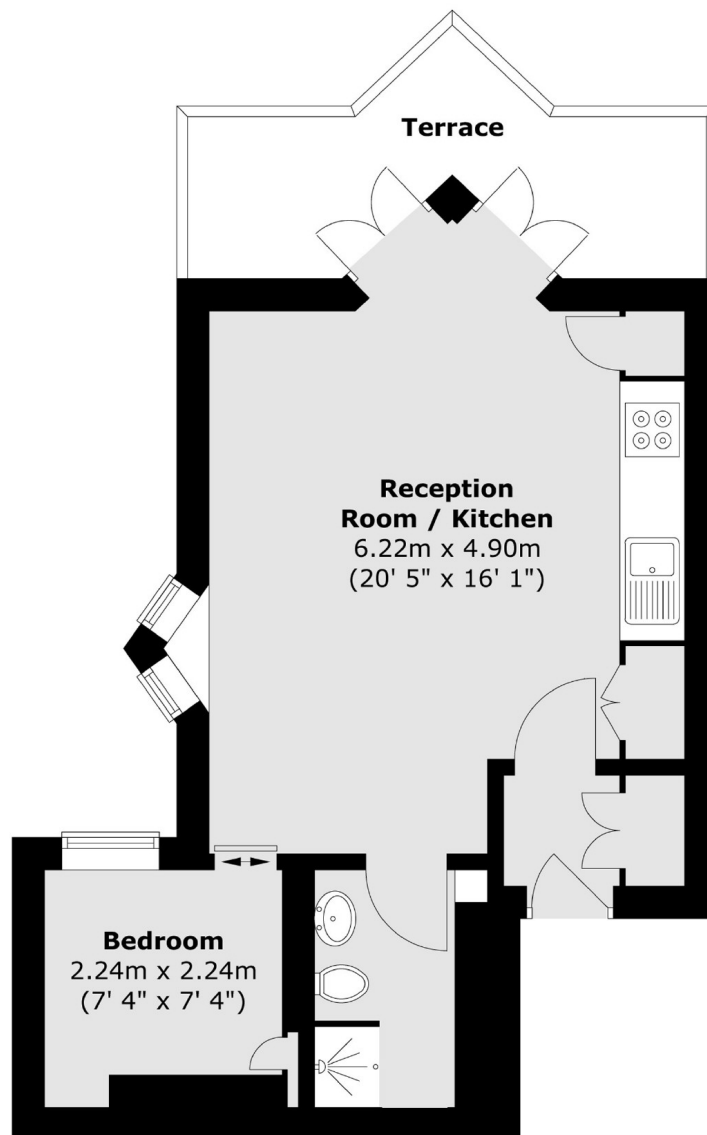 Terrace
Reception
Room / Kitchen
6.22m x 4.90m
(20' 5" x 16' 1")
Bedroom
2.24m x 2.24m
(7' 4" x 7' 4")